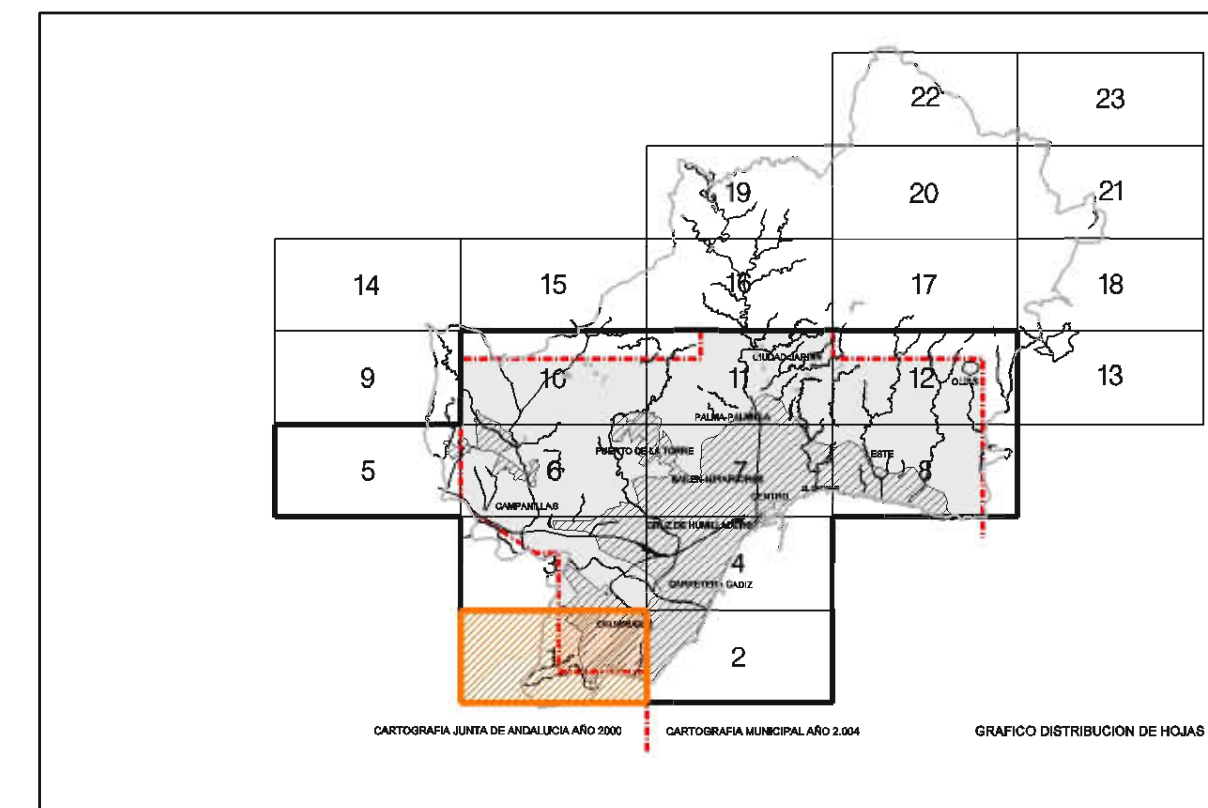 22 23
19 20 21
14 15 16 17 18
CIUDAD JARDIN
9 10 11 12 13
OLIAS
PALMA-PALMILLA
PUERTO DE LA TORRE ESTE
5 6 7 8
BAILEN-MIRAFLORES
CENTRO
CAMPANILLAS
CRUZ DE HUMILLADERO
3 4
CARRETERA CADIZ
CHURRIANA
1 2
CARTOGRAFIA JUNTA DE ANDALUCIA AÑO 2000 CARTOGRAFIA MUNICIPAL AÑO 2.004 GRAFICO DISTRIBUCION DE HOJAS